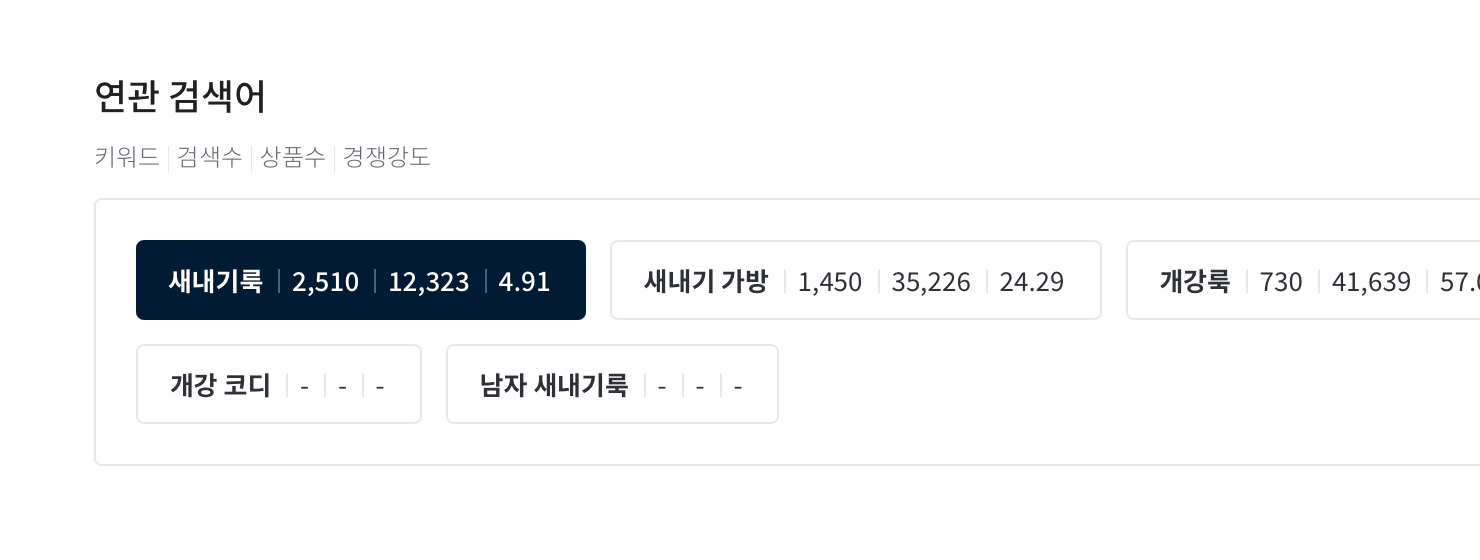 연관 검색어
키워드 | 검색수 | 상품수 | 경쟁강도
새내기룩 | 2,510 | 12,323 | 4.91 새내기 가방 | 1,450 | 35,226 | 24.29 개강룩 | 730 | 41,639
개강 코디 | - | - | - 남자 새내기룩 | - | - | -